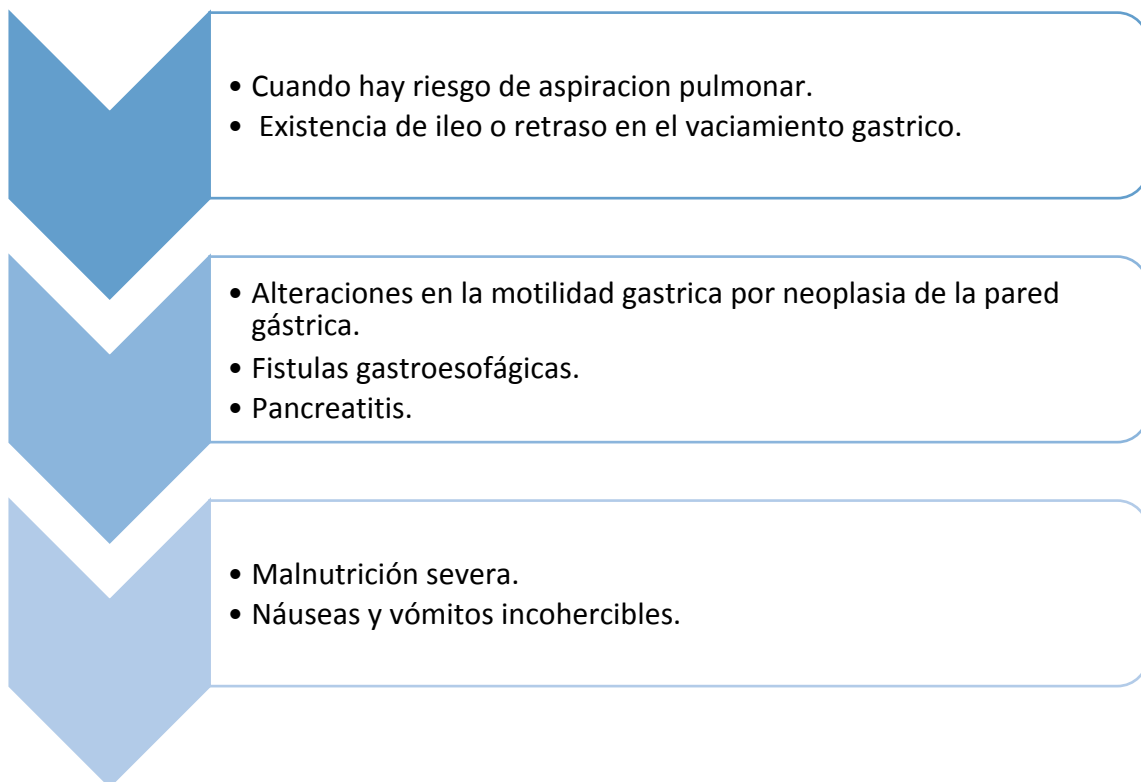 • Cuando hay riesgo de aspiracion pulmonar.
• Existencia de ileo o retraso en el vaciamiento gastrico.
• Alteraciones en la motilidad gastrica por neoplasia de la pared
gástrica.
• Fistulas gastroesofágicas.
• Pancreatitis.
• Malnutrición severa.
• Náuseas y vómitos incohercibles.